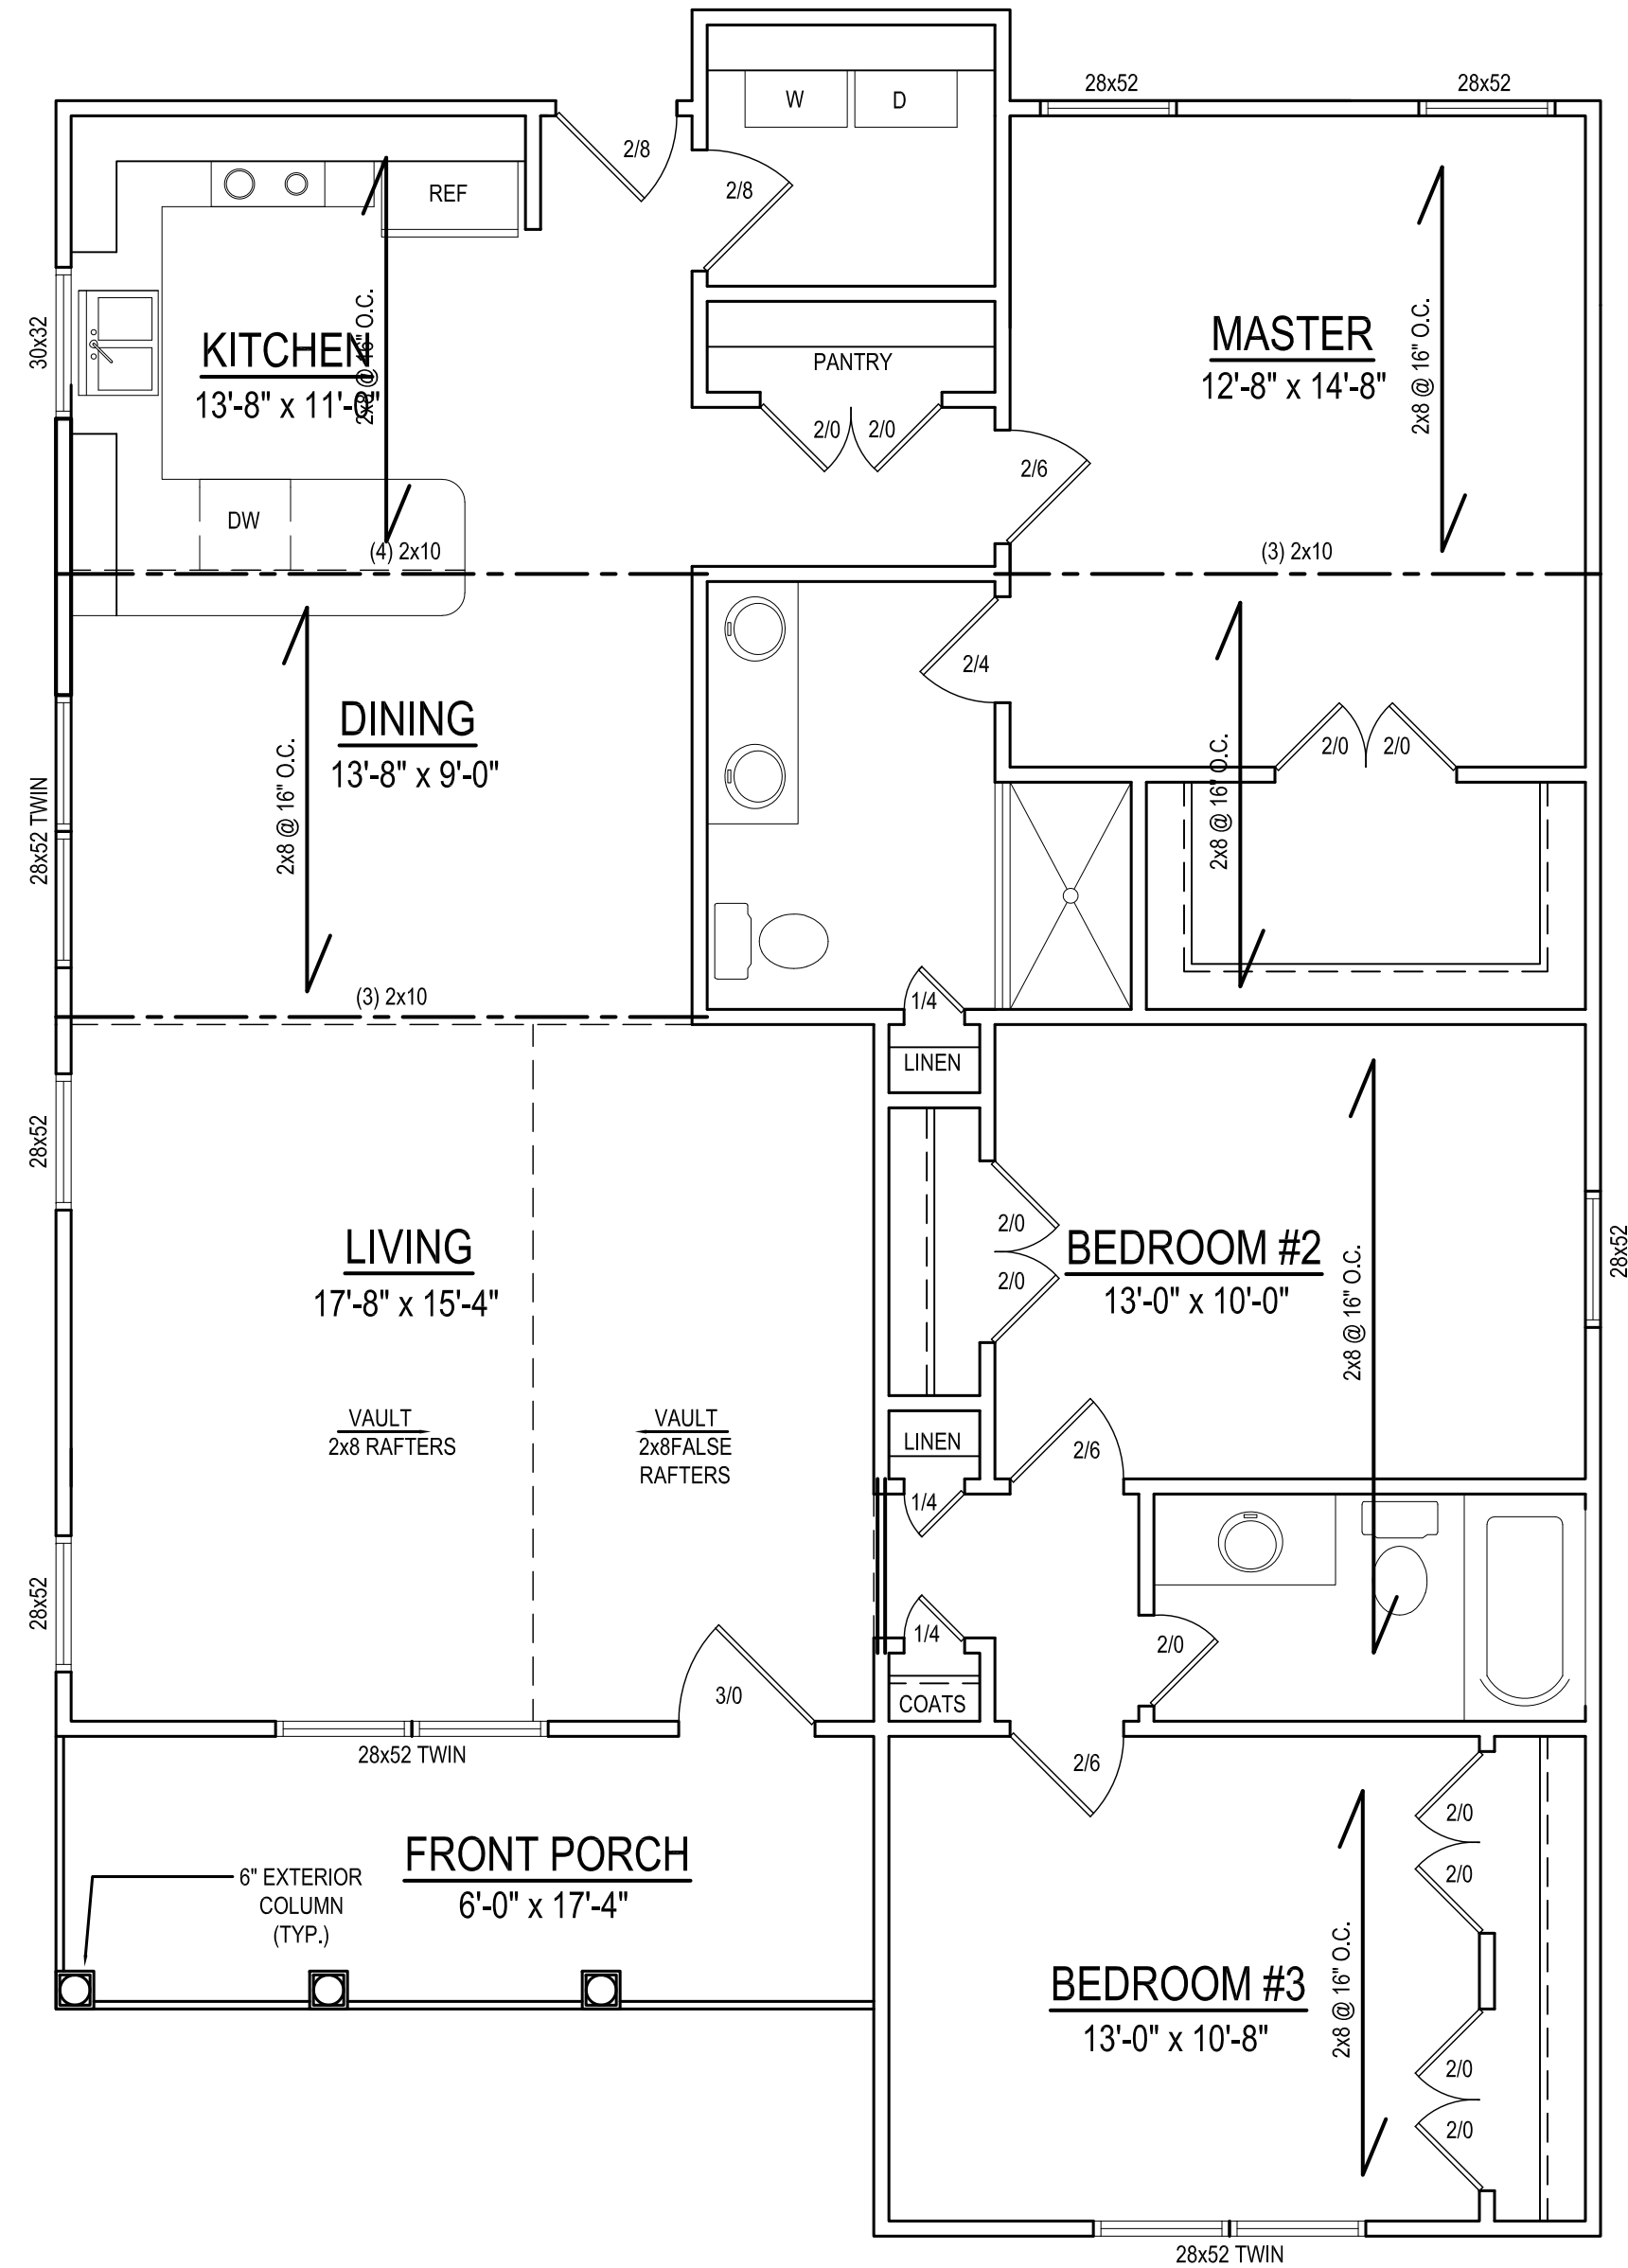 28x52
28x52
W
D
2/8
2/8
REF
30x32
KITCHEN
13'-8" x 11'-0"
2x8 @ 16" O.C.
PANTRY
2/0
2/0
MASTER
12'-8" x 14'-8"
2x8 @ 16" O.C.
2/6
DW
(4) 2x10
(3) 2x10
2/4
DINING
13'-8" x 9'-0"
2x8 @ 16" O.C.
28x52 TWIN
2/0
2/0
2x8 @ 16" O.C.
(3) 2x10
1/4
LINEN
28x52
LIVING
17'-8" x 15'-4"
2/0
2/0
BEDROOM #2
13'-0" x 10'-0"
2x8 @ 16" O.C.
28x52
VAULT
2x8 RAFTERS
VAULT
2x8FALSE
RAFTERS
LINEN
2/6
1/4
28x52
1/4
2/0
3/0
COATS
28x52 TWIN
2/6
FRONT PORCH
6'-0" x 17'-4"
6" EXTERIOR
COLUMN
(TYP.)
2/0
2/0
BEDROOM #3
13'-0" x 10'-8"
2x8 @ 16" O.C.
2/0
2/0
28x52 TWIN